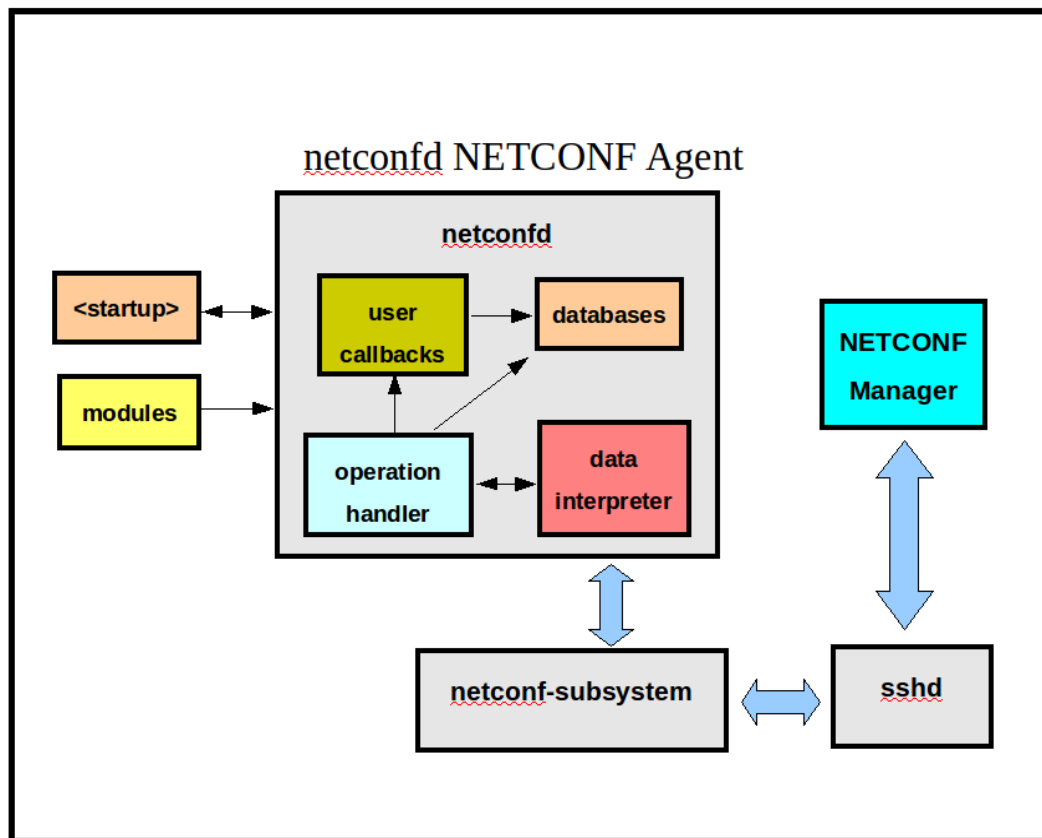 netconfd NETCONF Agent
netconfd
<startup>
user
callbacks
databases
modules
NETCONF
Manager
operation
handler
data
interpreter
netconf-subsystem
sshd